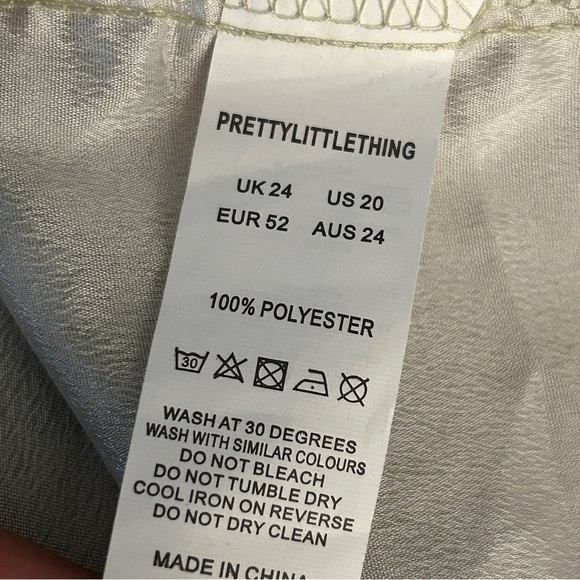 PRETTYLITTLETHING
UK 24 US 20
EUR 52 AUS 24
100% POLYESTER
30
WASH AT 30 DEGREES
WASH WITH SIMILAR COLOURS
DO NOT BLEACH
DO NOT TUMBLE DRY
COOL IRON ON REVERSE
DO NOT DRY CLEAN
MADE IN CHINA